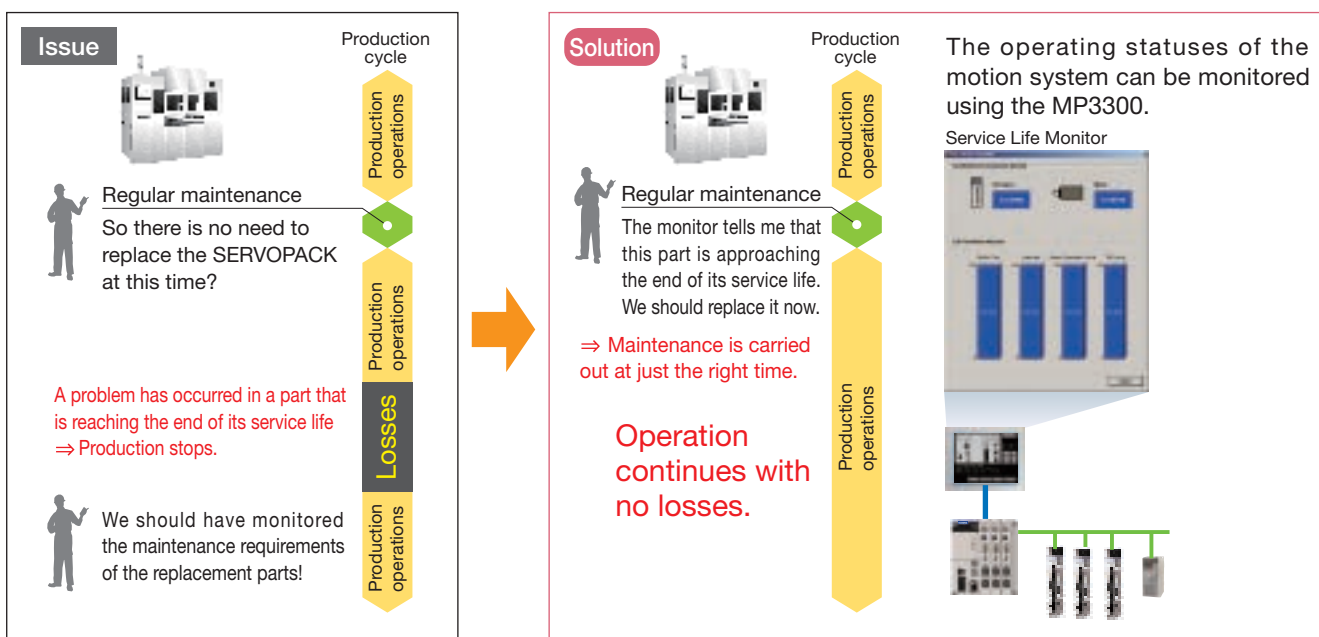 Issue
Production
cycle
Production
operations
Regular maintenance
So there is no need to
replace the SERVOPACK
at this time?
Production
operations
A problem has occurred in a part that
is reaching the end of its service life
⇒ Production stops.
Losses
We should have monitored
the maintenance requirements
of the replacement parts!
Production
operations
Solution
Production
cycle
Production
operations
Regular maintenance
The monitor tells me that
this part is approaching
the end of its service life.
We should replace it now.
⇒ Maintenance is carried
out at just the right time.
Operation
continues with
no losses.
Production
operations
The operating statuses of the
motion system can be monitored
using the MP3300.
Service Life Monitor